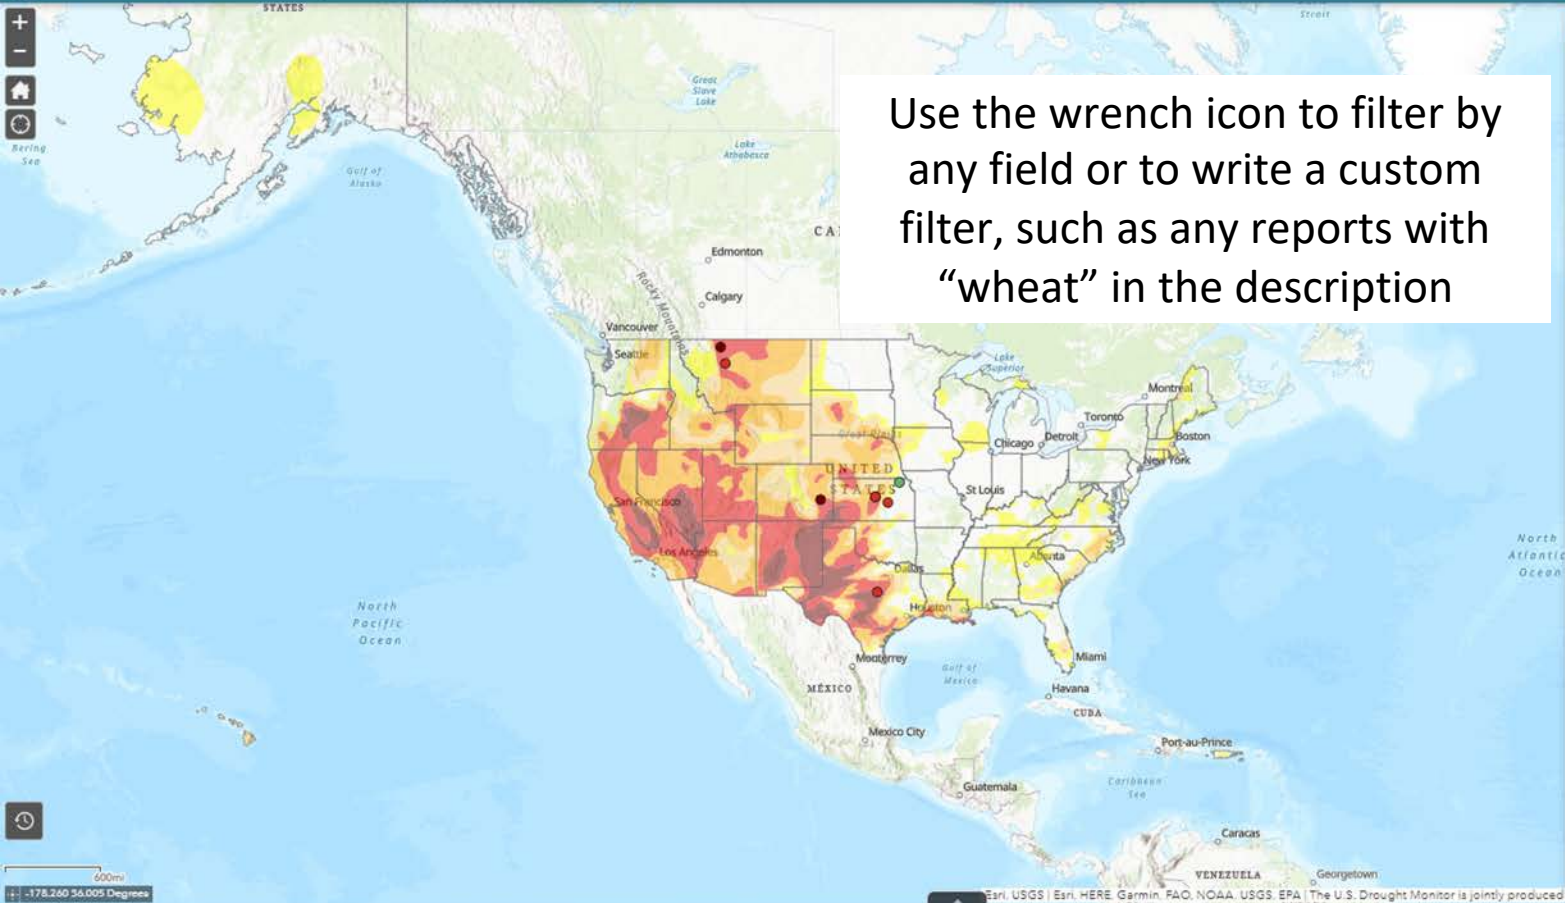 STATES
Strait
+
−
Great
Slave
Lake
Use the wrench icon to filter by
any field or to write a custom
filter, such as any reports with
“wheat” in the description
Lake
Athabasca
Bering
Sea
Gulf of
Alaska
CA
Edmonton
Rocky Mountains
Calgary
Vancouver
Seattle
Lake
Superior
Montreal
Toronto
Great Plains
Boston
Chicago
Detroit
New York
UNITED
STATES
St Louis
San Francisco
Los Angeles
Atlanta
Dallas
North
Atlantic
Ocean
North
Pacific
Ocean
Houston
Monterrey
Miami
Gulf of
Mexico
MÉXICO
Havana
CUBA
Mexico City
Port-au-Prince
Guatemala
Caribbean
Sea
Caracas
600mi
VENEZUELA
Georgetown
-178.260 56.005 Degrees
Esri, USGS | Esri, HERE, Garmin, FAO, NOAA, USGS, EPA | The U.S. Drought Monitor is jointly produced